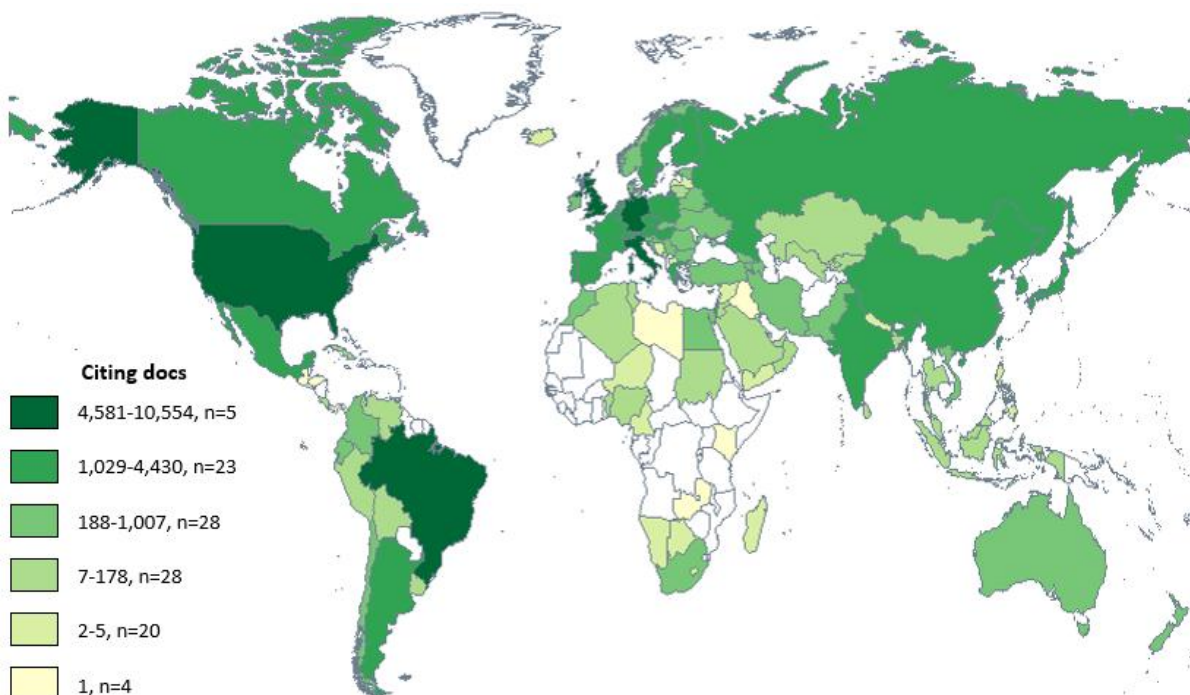 Citing docs
4,581-10,554, n=5
1,029-4,430, n=23
188-1,007, n=28
7-178, n=28
2-5, n=20
1, n=4